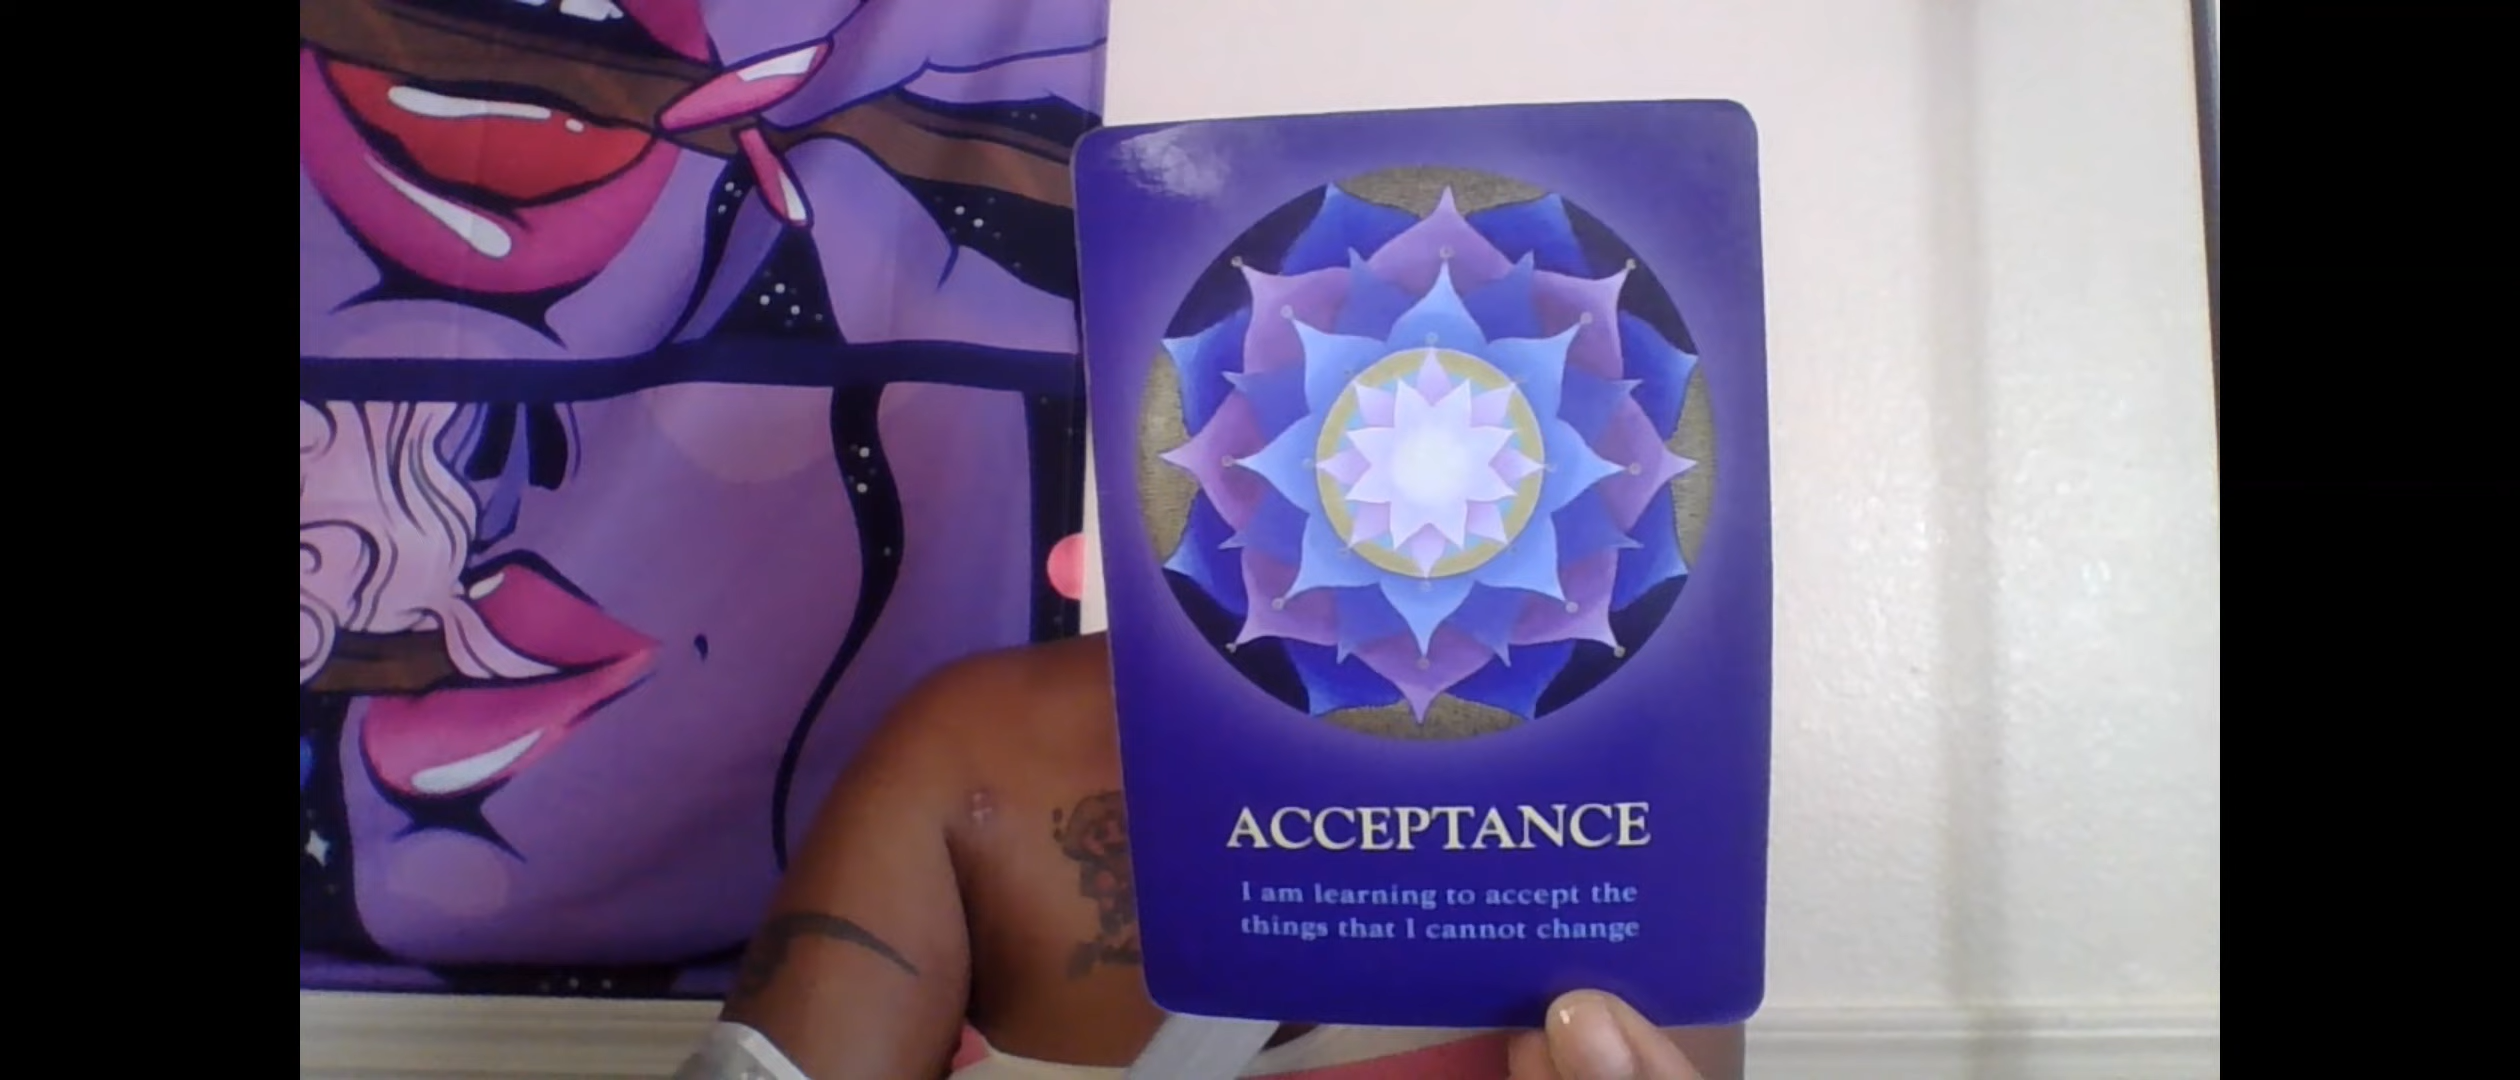 ACCEPTANCE
I am learning to accept the
things that I cannot change